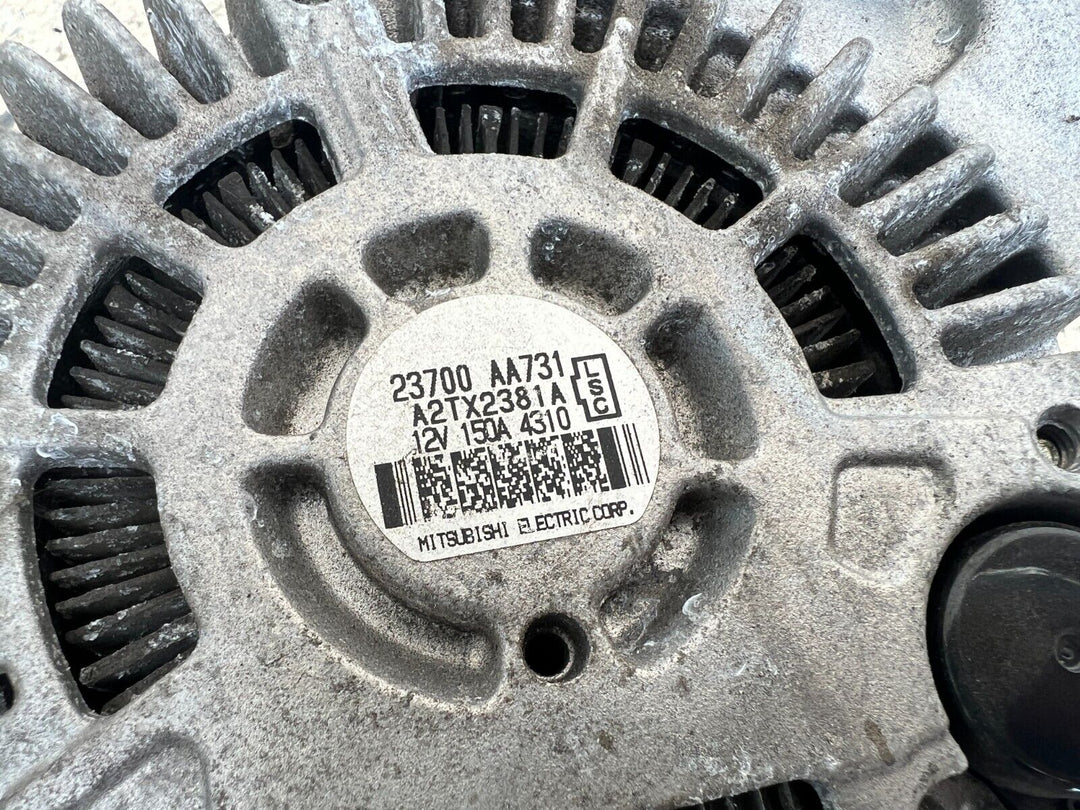 23700 AA731
A2TX2381A
12V 150A 4310
LSC
MITSUBISHI ELECTRIC CORP.